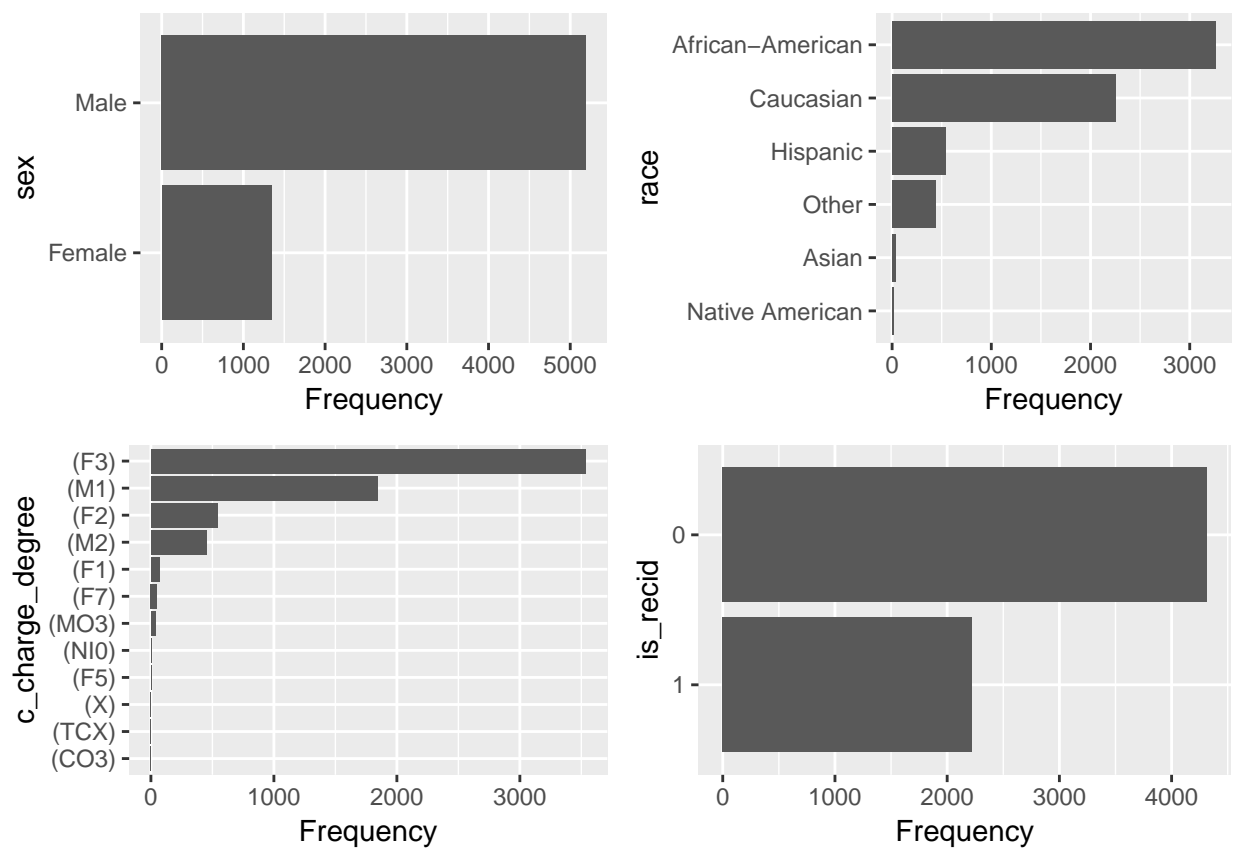 sex
Male
Female
0 1000 2000 3000 4000 5000
Frequency
race
African−American
Caucasian
Hispanic
Other
Asian
Native American
0 1000 2000 3000
Frequency
c_charge_degree
(F3)
(M1)
(F2)
(M2)
(F1)
(F7)
(MO3)
(NI0)
(F5)
(X)
(TCX)
(CO3)
0 1000 2000 3000
Frequency
is_recid
0
1
0 1000 2000 3000 4000
Frequency